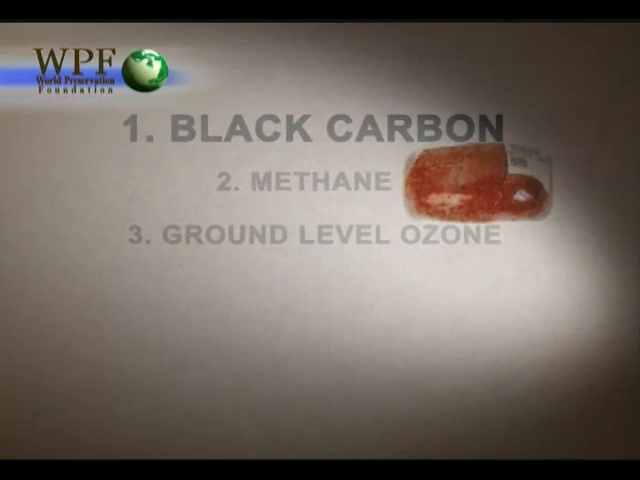 WPF
World Preservation
Foundation
1. BLACK CARBON
2. METHANE
3. GROUND LEVEL OZONE